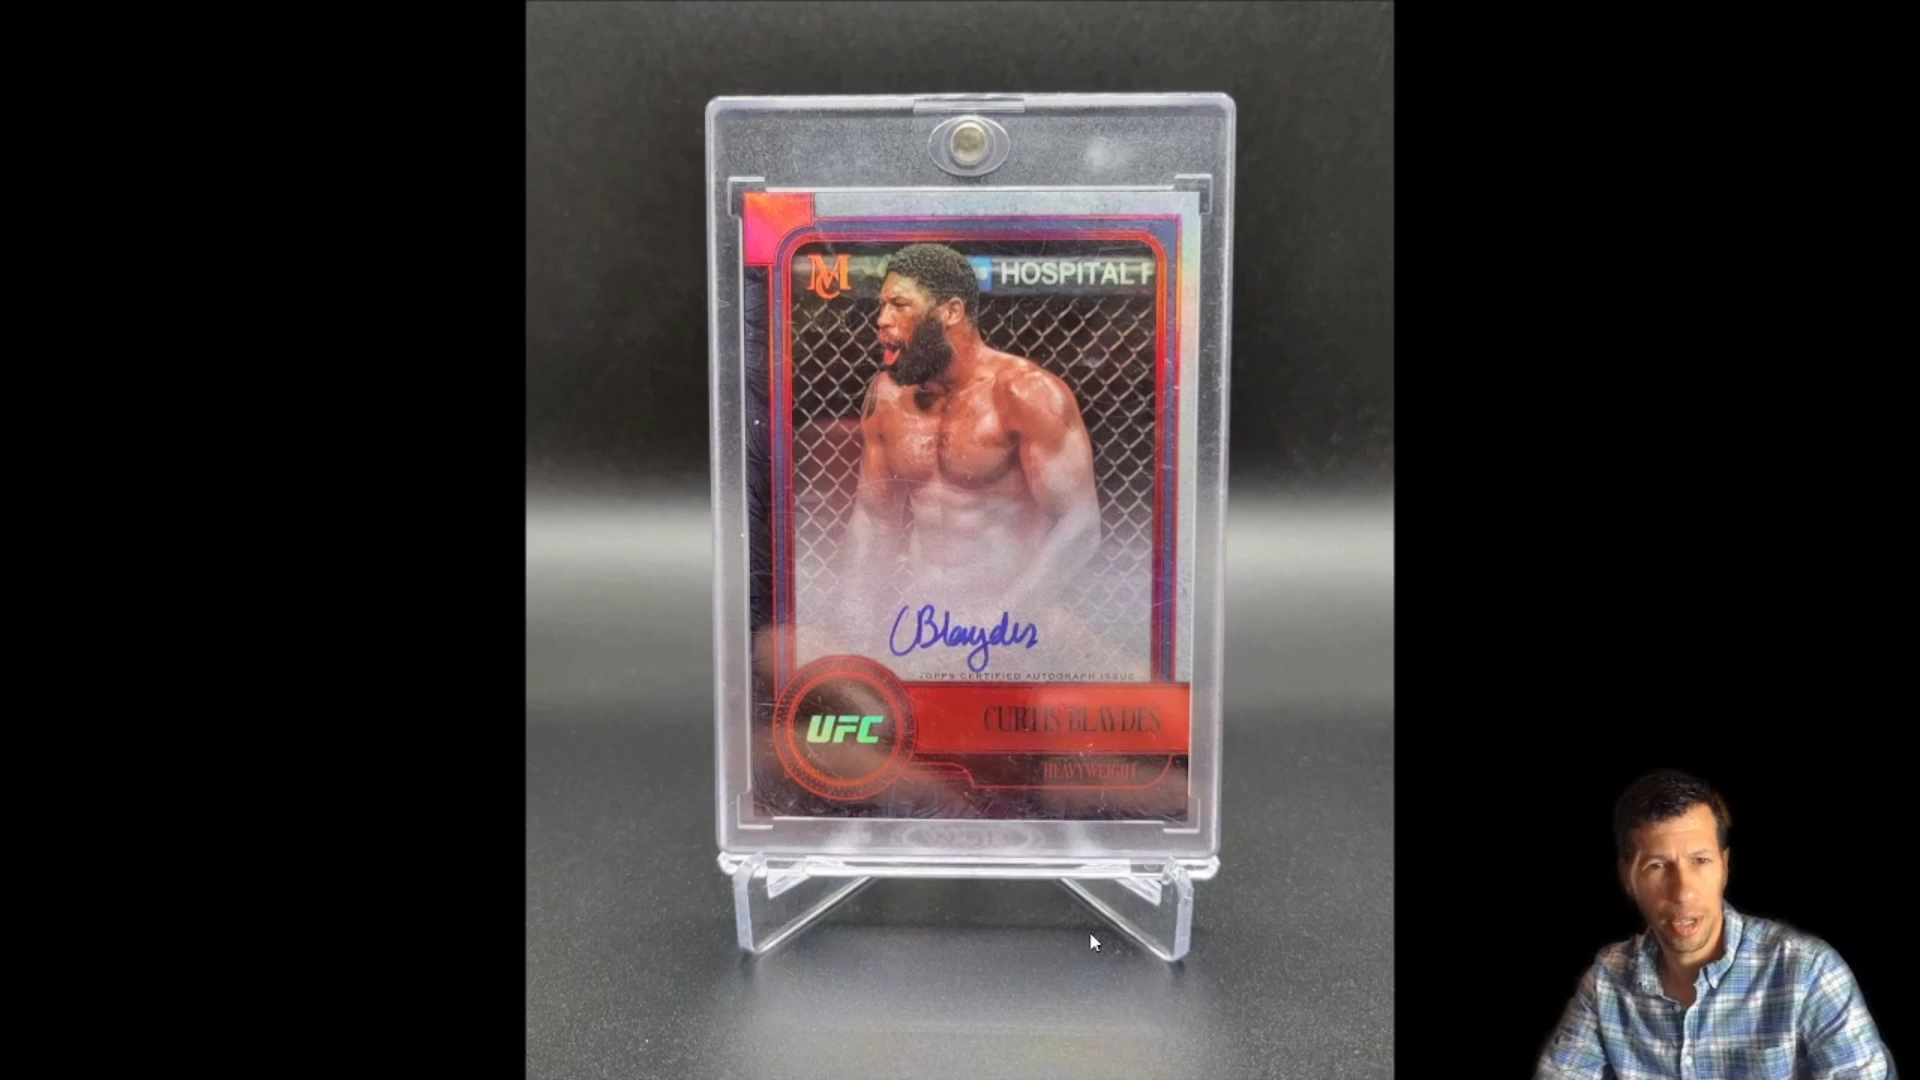 MC
HOSPITAL F
CBlaydes
TOPPS CERTIFIED AUTOGRAPH ISSUE
CURTIS BLAYDES
UFC
HEAVYWEIGHT